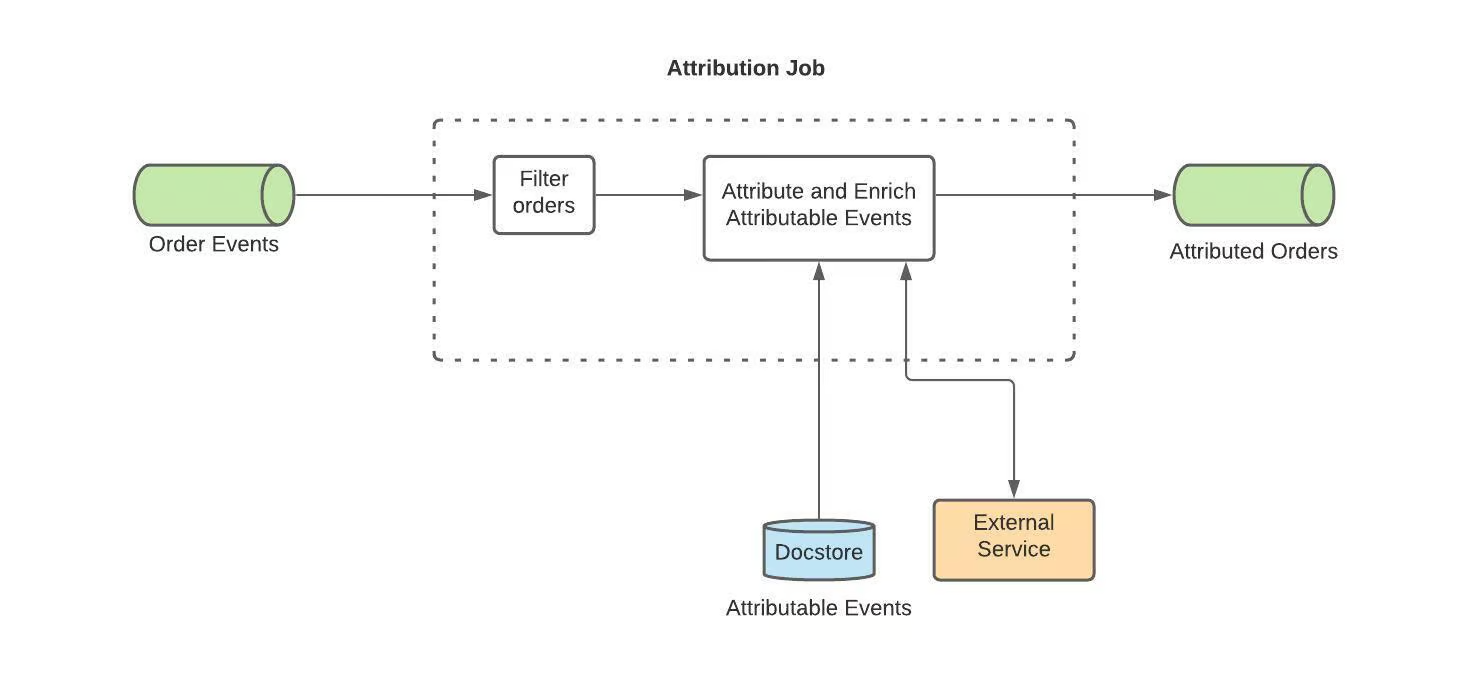 Attribution Job
Filter
orders
Attribute and Enrich
Attributable Events
Order Events
Attributed Orders
Docstore
External
Service
Attributable Events